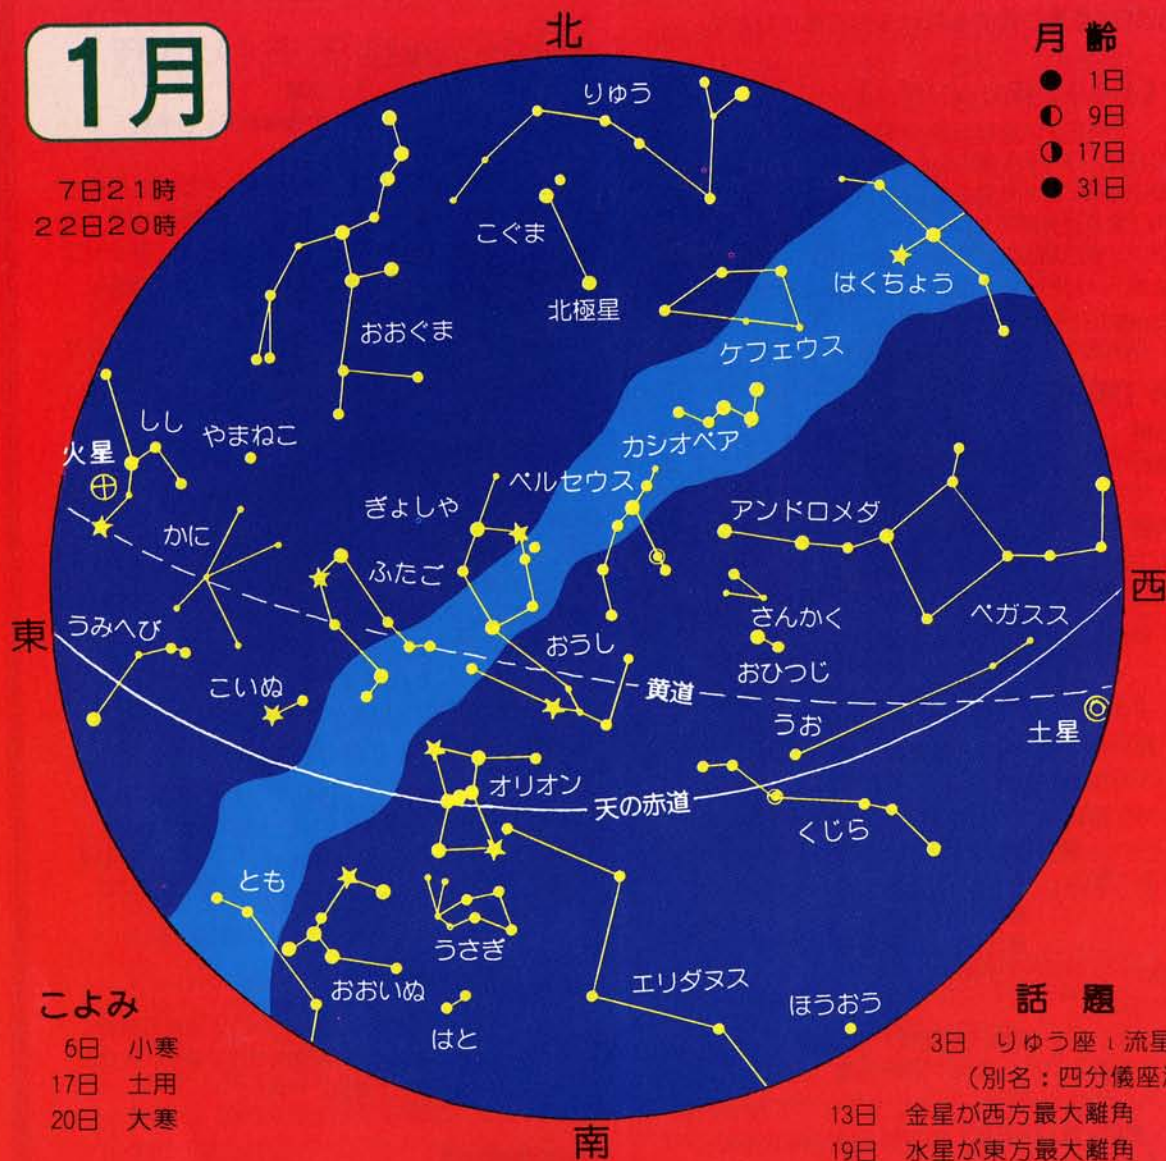 北
1月
7日21時
22日20時
月齢
● 1日
◐ 9日
◑ 17日
● 31日
りゅう
こぐま
北極星
はくちょう
おおぐま
ケフェウス
しし
やまねこ
火星
カシオペア
ぎょしゃ
ペルセウス
アンドロメダ
かに
ふたご
西
東
うみへび
さんかく
ペガスス
おうし
おひつじ
こいぬ
黄道
うお
土星
オリオン
天の赤道
くじら
とも
うさぎ
おおいぬ
エリダヌス
ほうおう
はと
南
こよみ
6日 小寒
17日 土用
20日 大寒
話題
3日 りゅう座ι流星
(別名:四分儀座
13日 金星が西方最大離角
19日 水星が東方最大離角